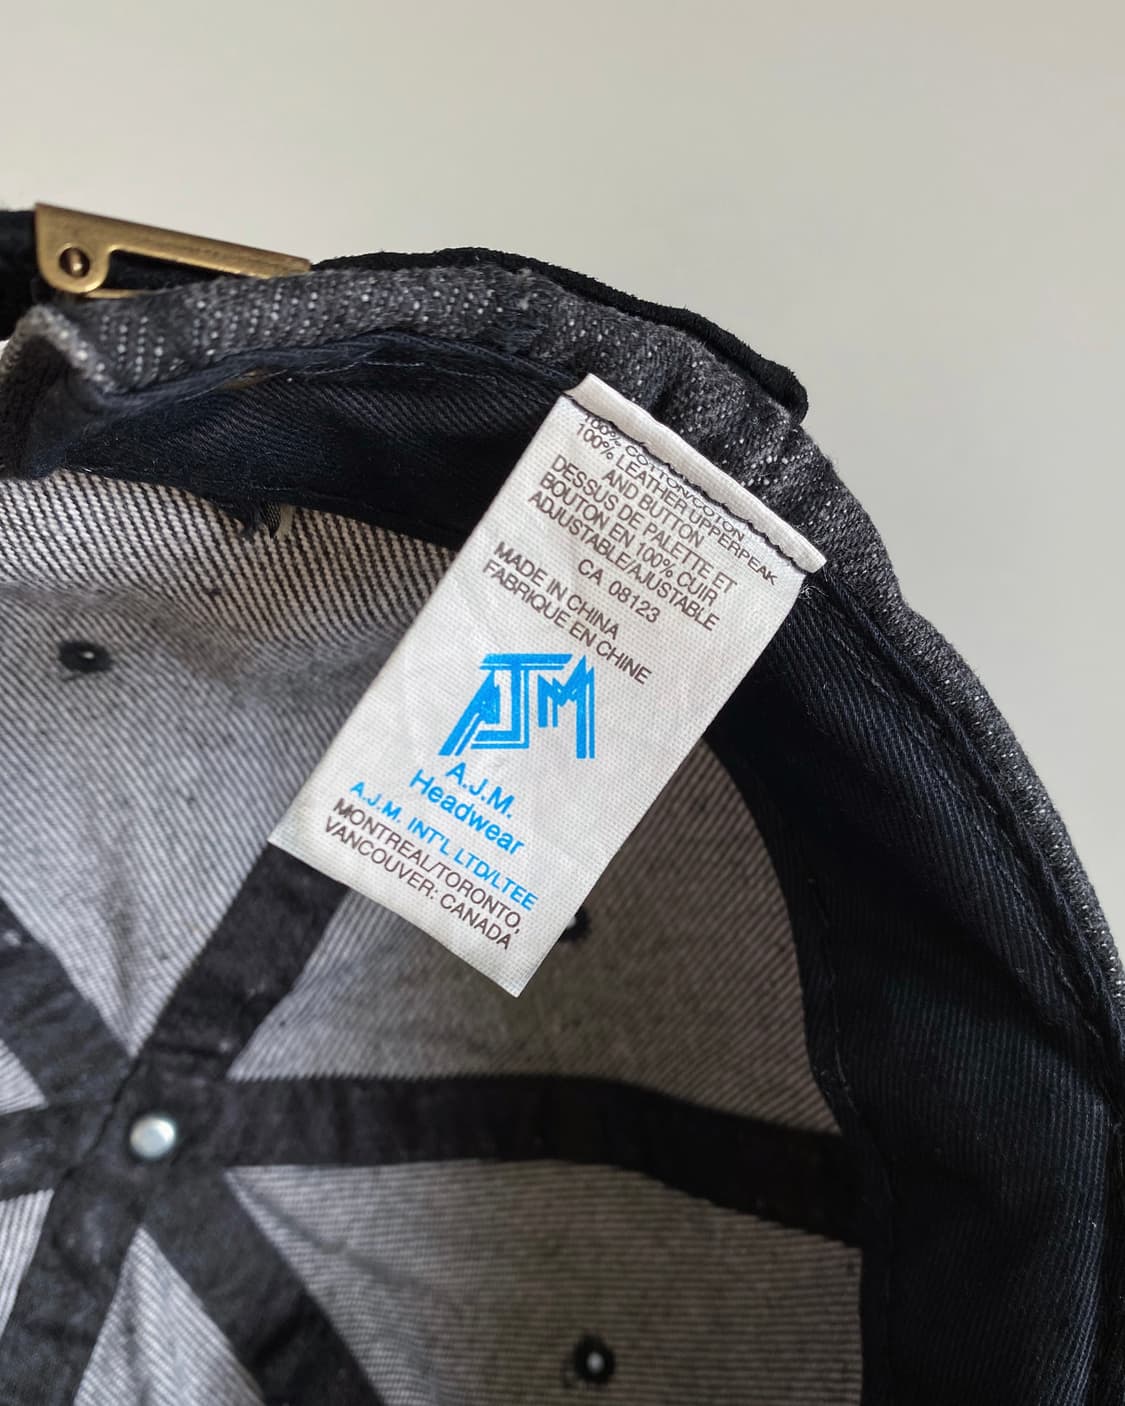 100% COTTON/COTON
100% LEATHER UPPERPEAK
AND BUTTON
DESSUS DE PALETTE ET
BOUTON EN 100% CUIR
ADJUSTABLE/AJUSTABLE
CA 08123
MADE IN CHINA
FABRIQUE EN CHINE
AJM
A.J.M.
Headwear
A.J.M. INT'L LTD/LTEE
MONTREAL/TORONTO,
VANCOUVER: CANADA